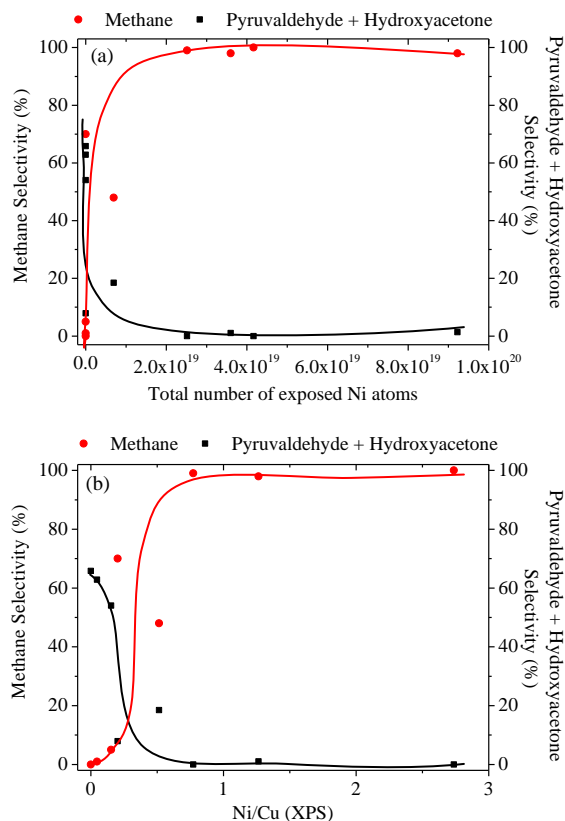 Methane Pyruvaldehyde + Hydroxyacetone
(a)
100
80
60
40
20
0
Methane Selectivity (%)
100
80
60
40
20
0
Pyruvaldehyde + Hydroxyacetone
Selectivity (%)
0.0 2.0x10^19 4.0x10^19 6.0x10^19 8.0x10^19 1.0x10^20
Total number of exposed Ni atoms
Methane Pyruvaldehyde + Hydroxyacetone
(b)
100
80
60
40
20
0
Methane Selectivity (%)
100
80
60
40
20
0
Pyruvaldehyde + Hydroxyacetone
Selectivity (%)
0 1 2 3
Ni/Cu (XPS)